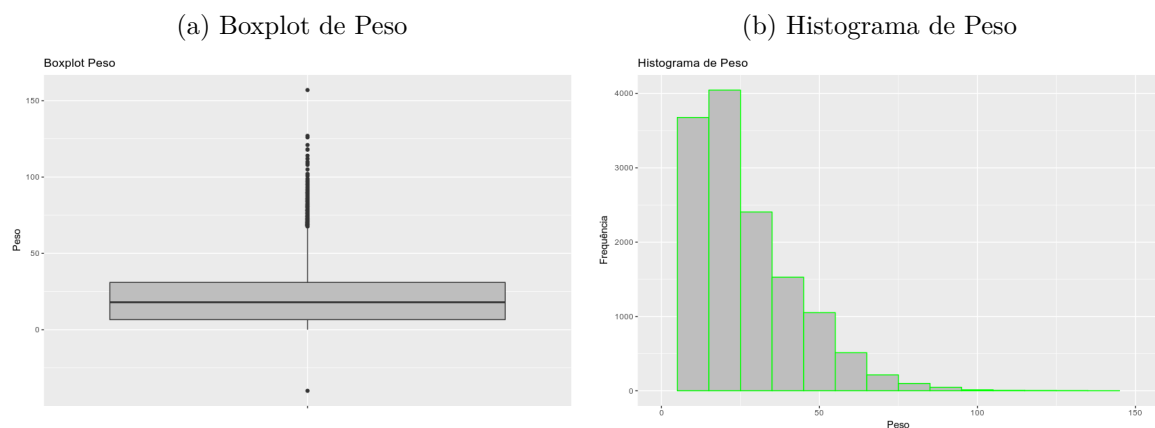 (a) Boxplot de Peso
(b) Histograma de Peso
Boxplot Peso
Peso
150
100
50
0
Histograma de Peso
Frequência
4000
3000
2000
1000
0
0
50
100
150
Peso